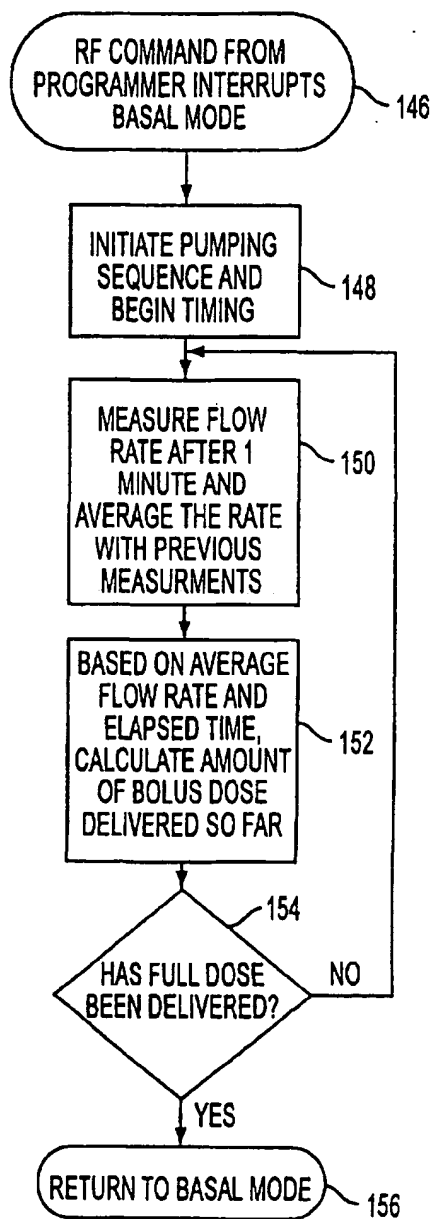 RF COMMAND FROM
PROGRAMMER INTERRUPTS
BASAL MODE
146
INITIATE PUMPING
SEQUENCE AND
BEGIN TIMING
148
MEASURE FLOW
RATE AFTER 1
MINUTE AND
AVERAGE THE RATE
WITH PREVIOUS
MEASURMENTS
150
BASED ON AVERAGE
FLOW RATE AND
ELAPSED TIME,
CALCULATE AMOUNT
OF BOLUS DOSE
DELIVERED SO FAR
152
154
HAS FULL DOSE
BEEN DELIVERED?
NO
YES
RETURN TO BASAL MODE
156